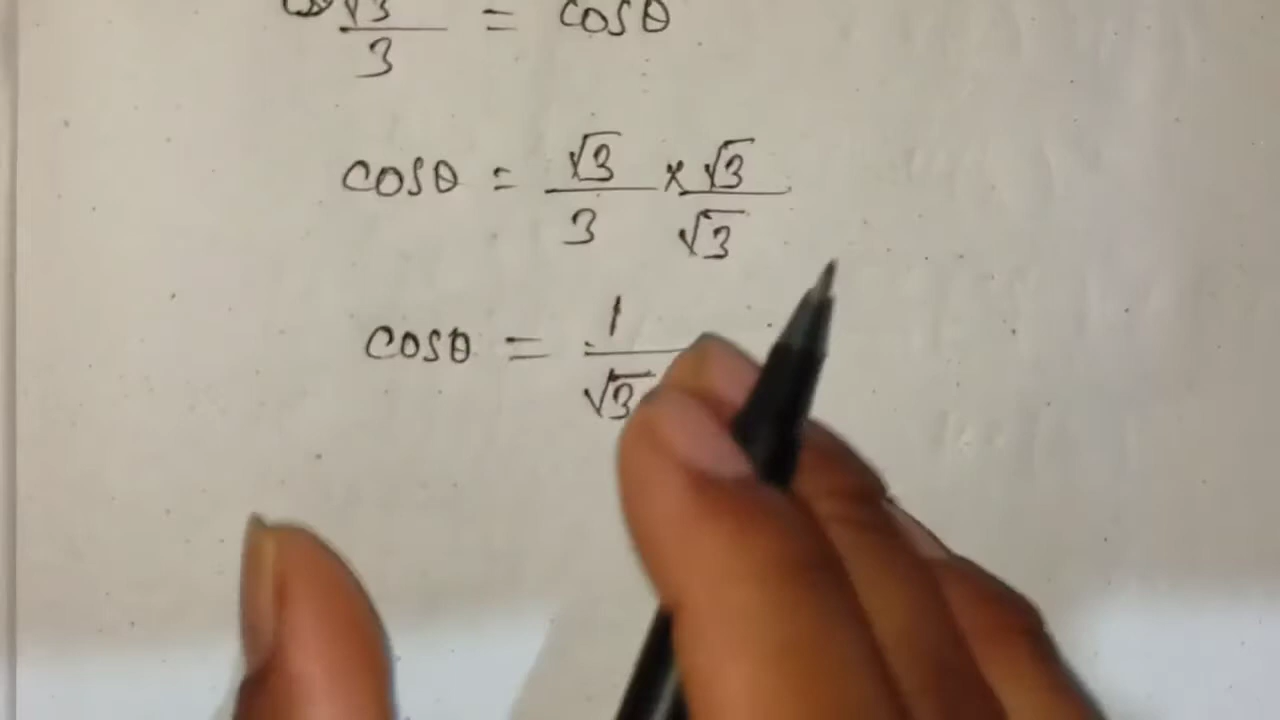 √3/3 = cosθ
cosθ = √3/3 × √3/√3
cosθ = 1/√3